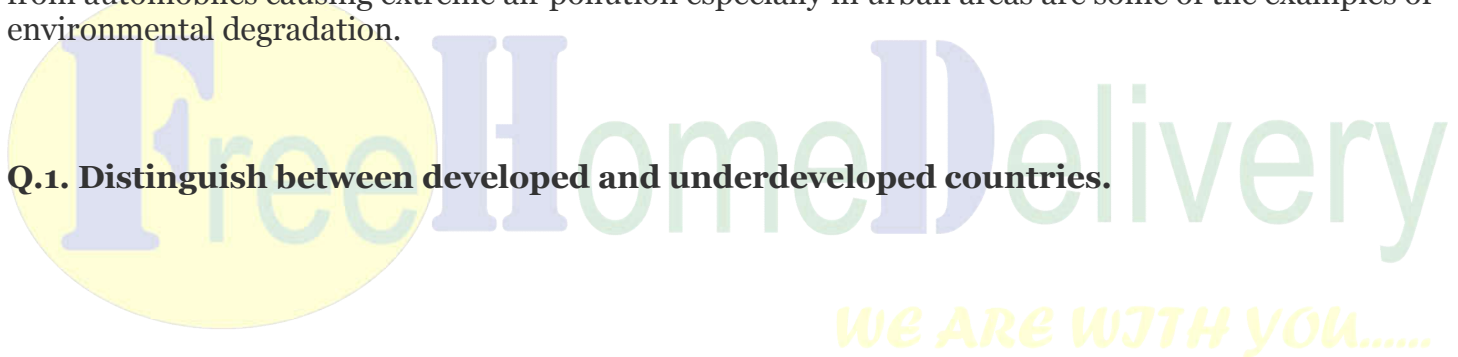 from automobiles causing extreme air pollution especially in urban areas are some of the examples of
environmental degradation.
FreeHomeDelivery
Q.1. Distinguish between developed and underdeveloped countries.
WE ARE WITH YOU......